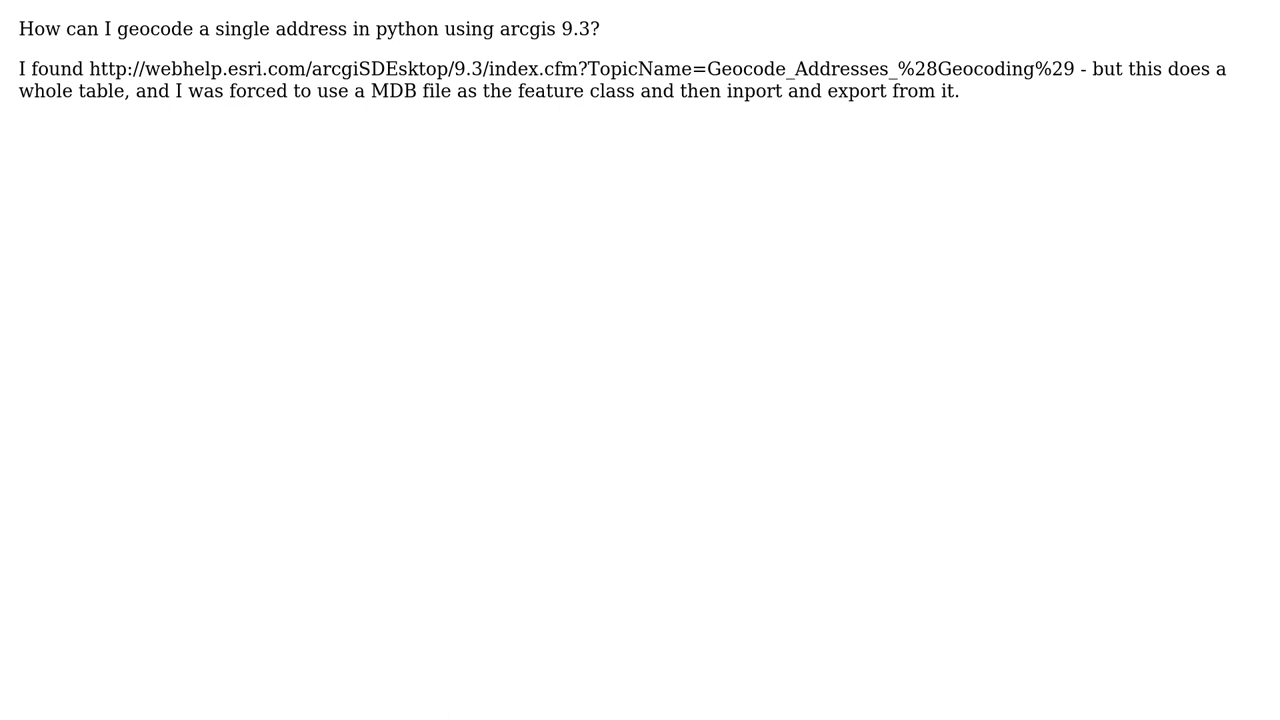 How can I geocode a single address in python using arcgis 9.3?
I found http://webhelp.esri.com/arcgiSDEsktop/9.3/index.cfm?TopicName=Geocode_Addresses_%28Geocoding%29 - but this does a
whole table, and I was forced to use a MDB file as the feature class and then inport and export from it.